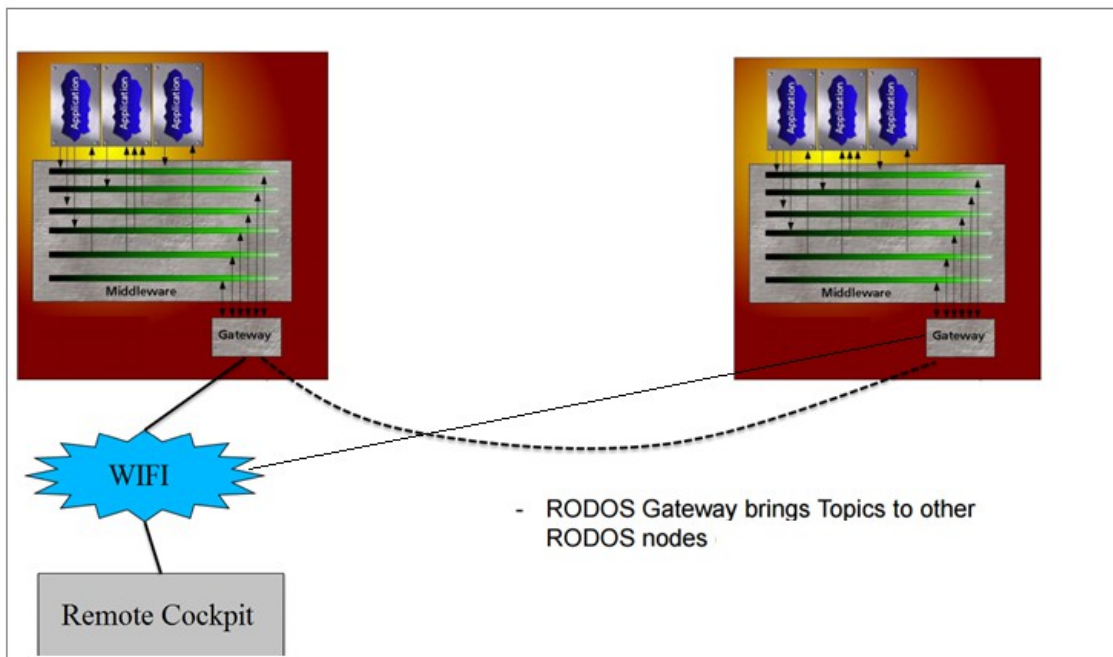 Application
Application
Application
Middleware
Gateway
Application
Application
Application
Middleware
Gateway
WIFI
- RODOS Gateway brings Topics to other
RODOS nodes
Remote Cockpit